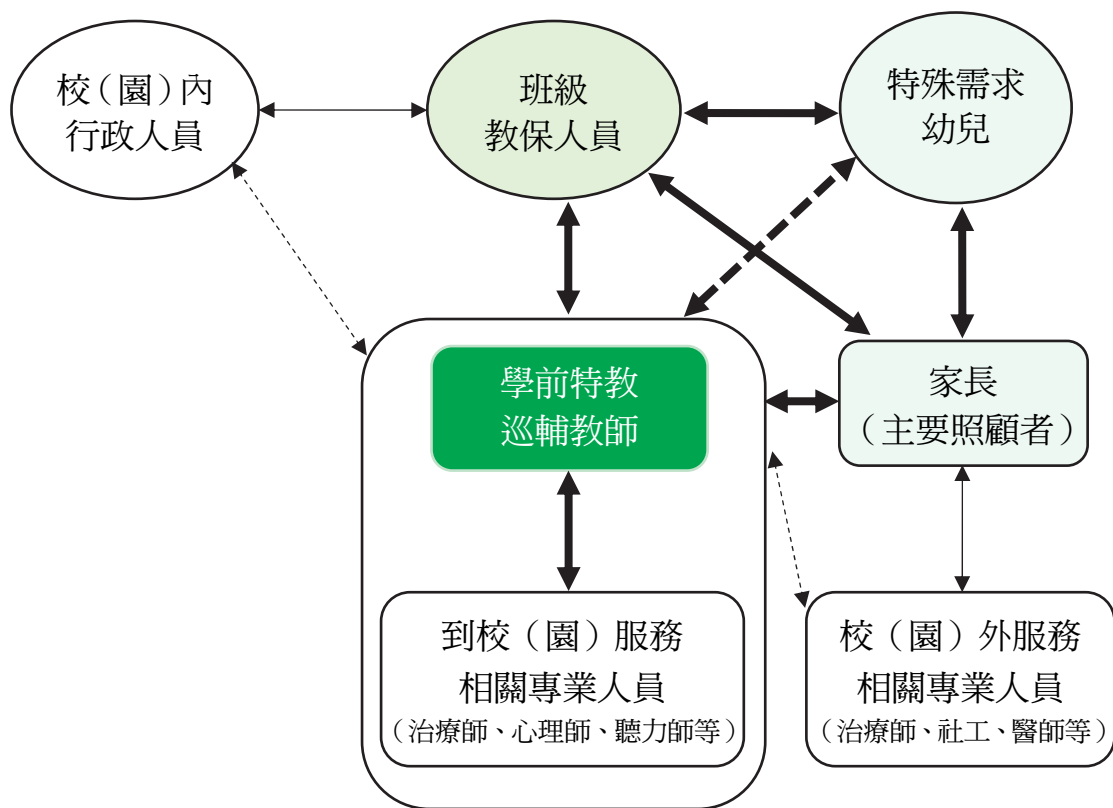 校（園）內
行政人員
班級
教保人員
特殊需求
幼兒
學前特教
巡輔教師
家長
（主要照顧者）
到校（園）服務
相關專業人員
（治療師、心理師、聽力師等）
校（園）外服務
相關專業人員
（治療師、社工、醫師等）